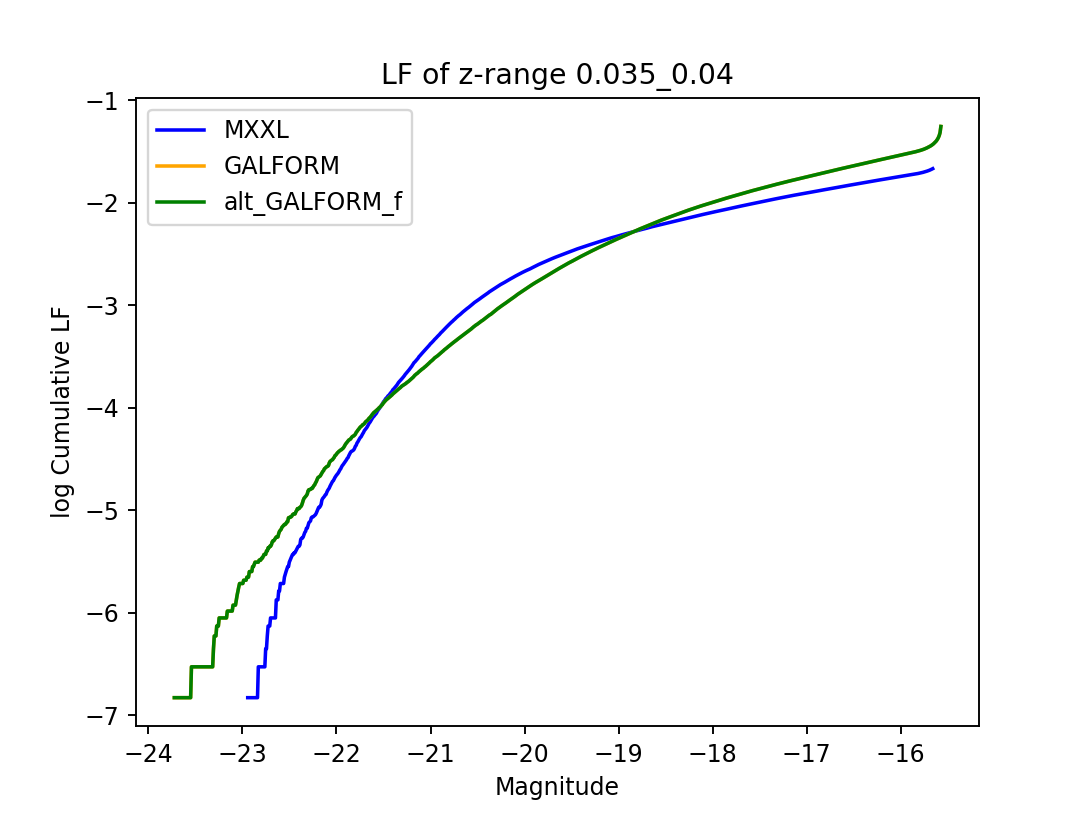 LF of z-range 0.035_0.04
MXXL
GALFORM
alt_GALFORM_f
−1
−2
−3
−4
−5
−6
−7
log Cumulative LF
−24 −23 −22 −21 −20 −19 −18 −17 −16
Magnitude